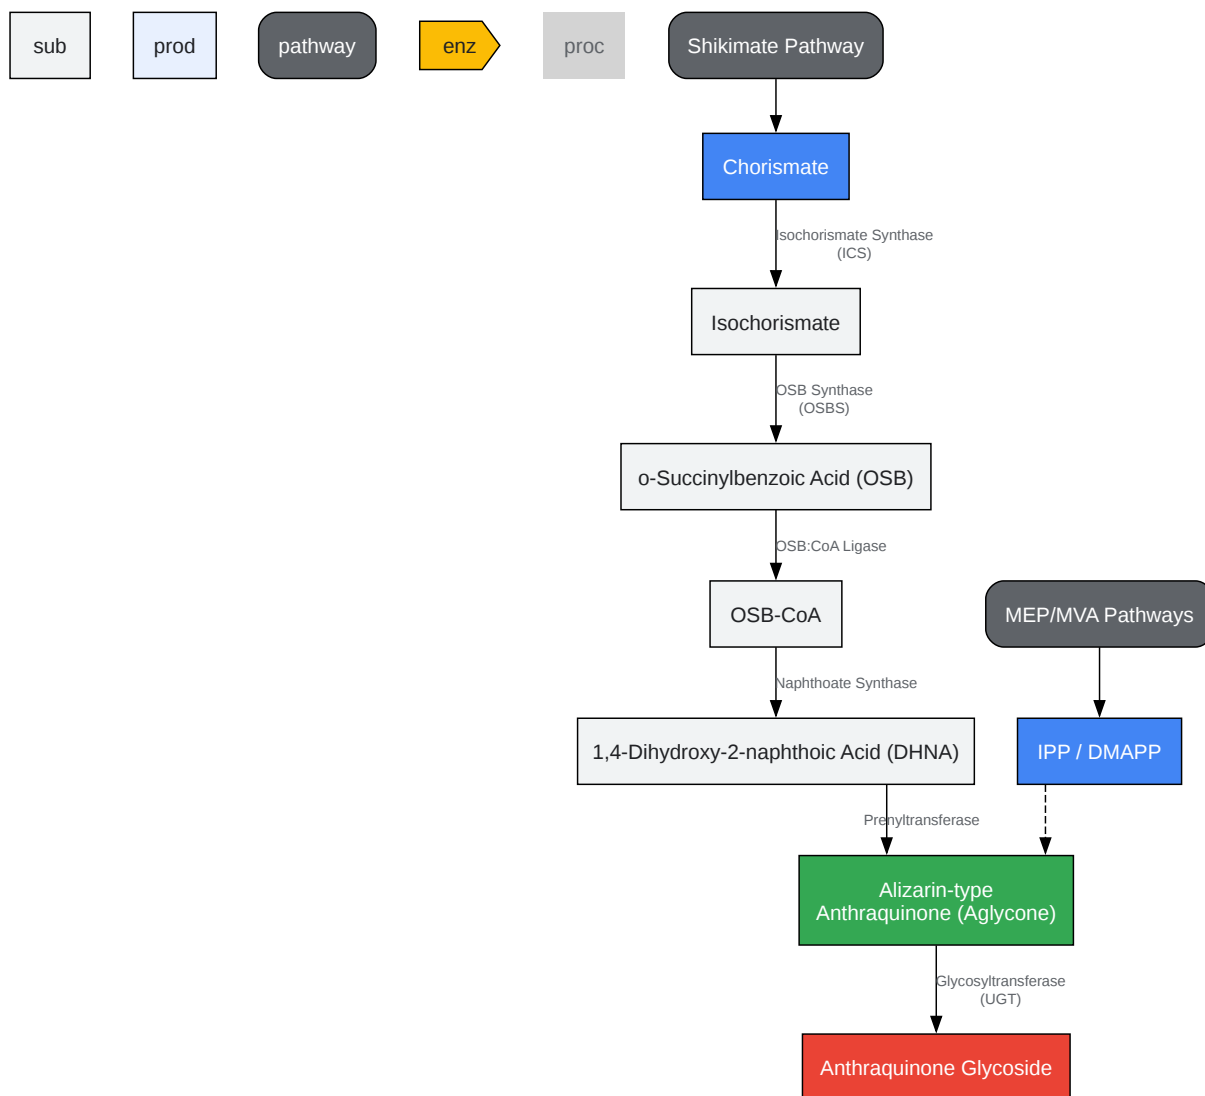 sub
prod
pathway
enz
proc
Shikimate Pathway
Chorismate
Isochorismate Synthase
(ICS)
Isochorismate
OSB Synthase
(OSBS)
o-Succinylbenzoic Acid (OSB)
OSB:CoA Ligase
OSB-CoA
MEP/MVA Pathways
Naphthoate Synthase
1,4-Dihydroxy-2-naphthoic Acid (DHNA)
IPP / DMAPP
Prenyltransferase
Alizarin-type
Anthraquinone (Aglycone)
Glycosyltransferase
(UGT)
Anthraquinone Glycoside